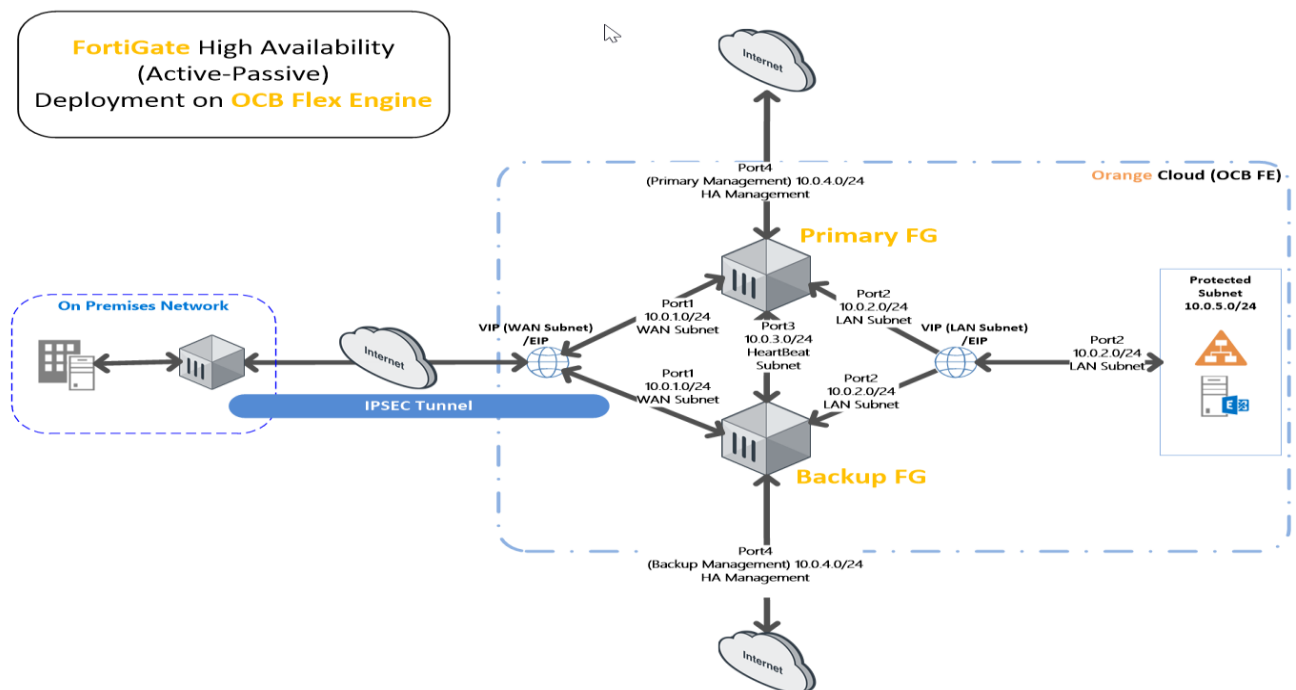 FortiGate High Availability
(Active-Passive)
Deployment on OCB Flex Engine
Internet
Port4
(Primary Management) 10.0.4.0/24
HA Management
Orange Cloud (OCB FE)
Primary FG
On Premises Network
Internet
IPSEC Tunnel
VIP (WAN Subnet)
/EIP
Port1
10.0.1.0/24
WAN Subnet
Port1
10.0.1.0/24
WAN Subnet
Port3
10.0.3.0/24
HeartBeat
Subnet
Port2
10.0.2.0/24
LAN Subnet
Port2
10.0.2.0/24
LAN Subnet
VIP (LAN Subnet)
/EIP
Port2
10.0.2.0/24
LAN Subnet
Protected
Subnet
10.0.5.0/24
E
Backup FG
Port4
(Backup Management) 10.0.4.0/24
HA Management
Internet